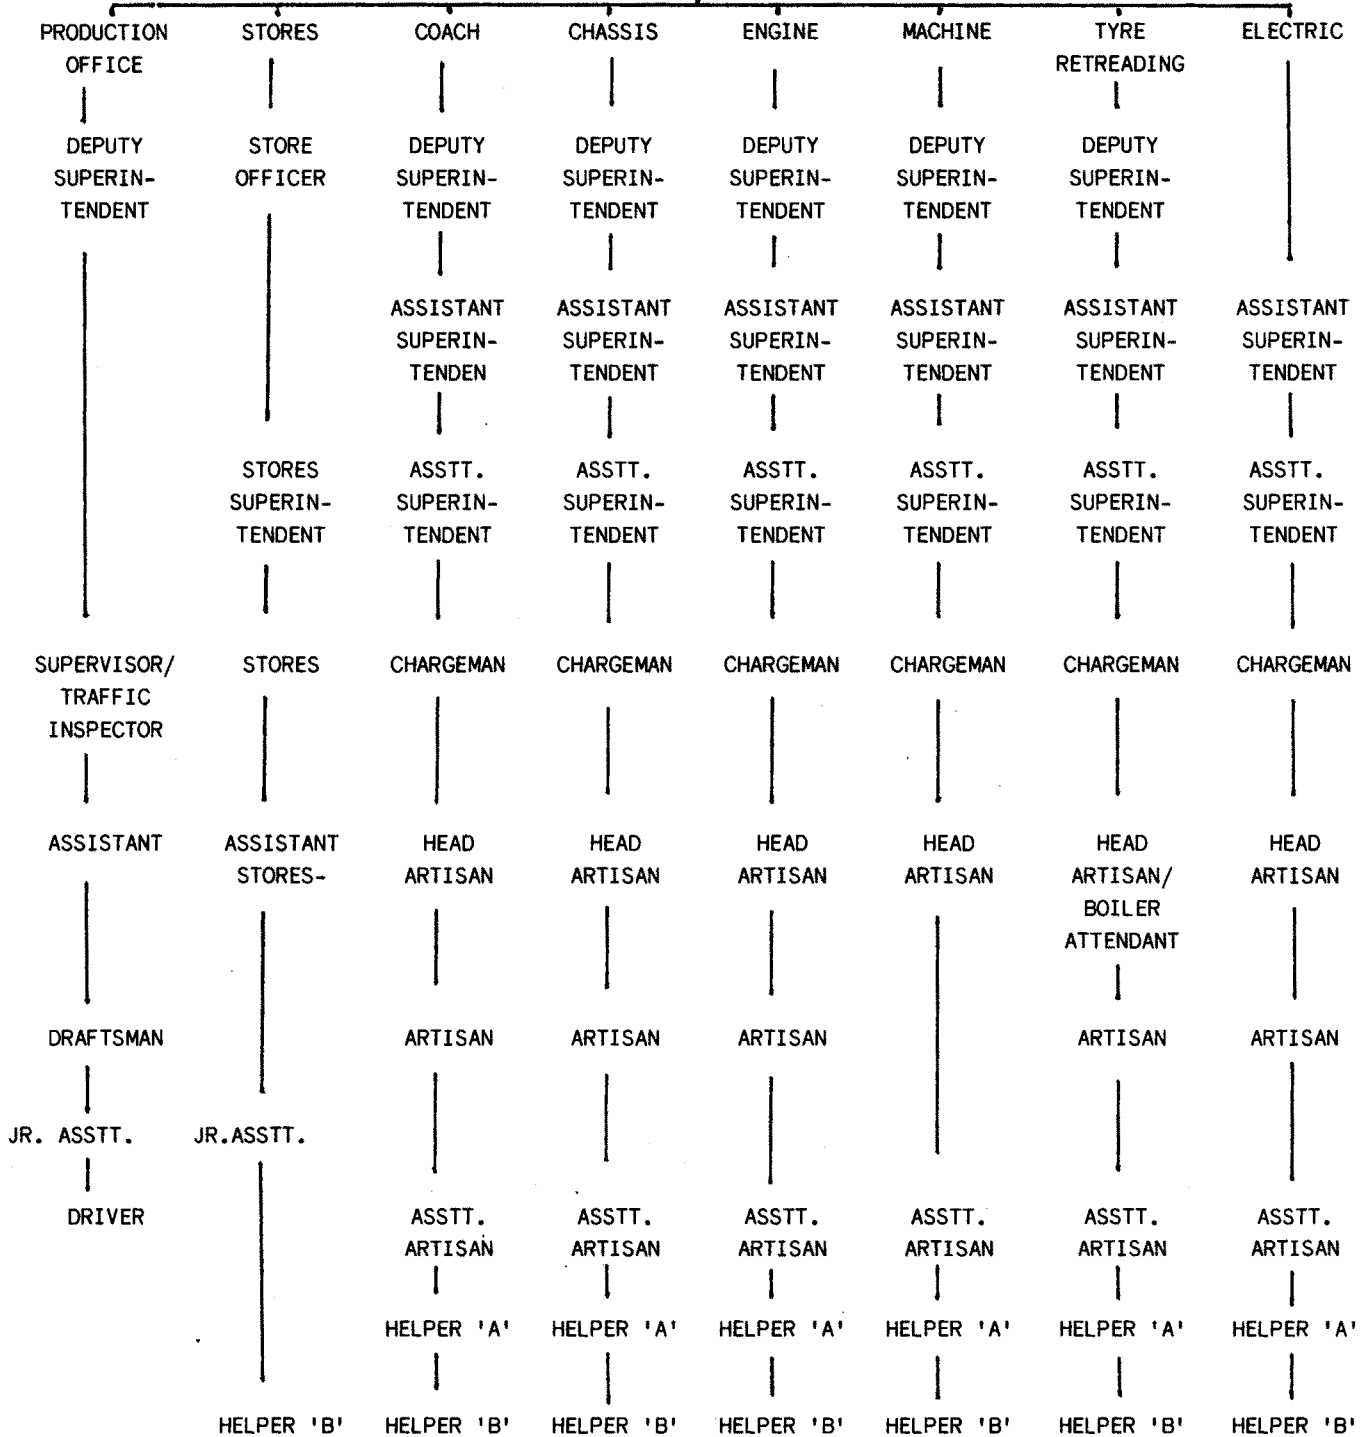 PRODUCTION STORES COACH CHASSIS ENGINE MACHINE TYRE ELECTRIC
OFFICE RETREADING
DEPUTY STORE DEPUTY DEPUTY DEPUTY DEPUTY DEPUTY
SUPERIN- OFFICER SUPERIN- SUPERIN- SUPERIN- SUPERIN- SUPERIN-
TENDENT TENDENT TENDENT TENDENT TENDENT TENDENT
ASSISTANT ASSISTANT ASSISTANT ASSISTANT ASSISTANT ASSISTANT
SUPERIN- SUPERIN- SUPERIN- SUPERIN- SUPERIN- SUPERIN-
TENDEN TENDENT TENDENT TENDENT TENDENT TENDENT
STORES ASSTT. ASSTT. ASSTT. ASSTT. ASSTT. ASSTT.
SUPERIN- SUPERIN- SUPERIN- SUPERIN- SUPERIN- SUPERIN- SUPERIN-
TENDENT TENDENT TENDENT TENDENT TENDENT TENDENT TENDENT
SUPERVISOR/ STORES CHARGEMAN CHARGEMAN CHARGEMAN CHARGEMAN CHARGEMAN CHARGEMAN
TRAFFIC
INSPECTOR
ASSISTANT ASSISTANT HEAD HEAD HEAD HEAD HEAD HEAD
STORES- ARTISAN ARTISAN ARTISAN ARTISAN ARTISAN/ ARTISAN
BOILER
ATTENDANT
DRAFTSMAN ARTISAN ARTISAN ARTISAN ARTISAN ARTISAN
JR. ASSTT. JR.ASSTT.
DRIVER ASSTT. ASSTT. ASSTT. ASSTT. ASSTT. ASSTT.
ARTISAN ARTISAN ARTISAN ARTISAN ARTISAN ARTISAN
HELPER 'A' HELPER 'A' HELPER 'A' HELPER 'A' HELPER 'A' HELPER 'A'
HELPER 'B' HELPER 'B' HELPER 'B' HELPER 'B' HELPER 'B' HELPER 'B' HELPER 'B'